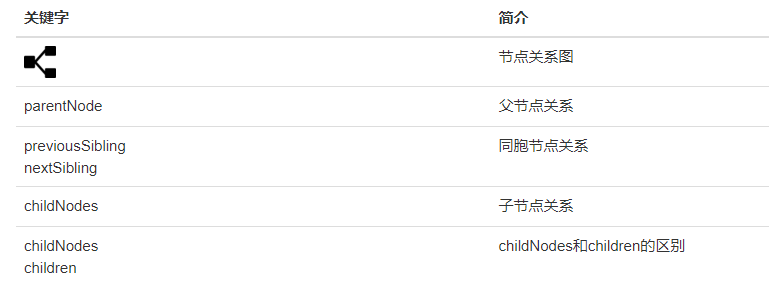 关键字 简介
节点关系图
parentNode 父节点关系
previousSibling 同胞节点关系
nextSibling
childNodes 子节点关系
childNodes childNodes和children的区别
children